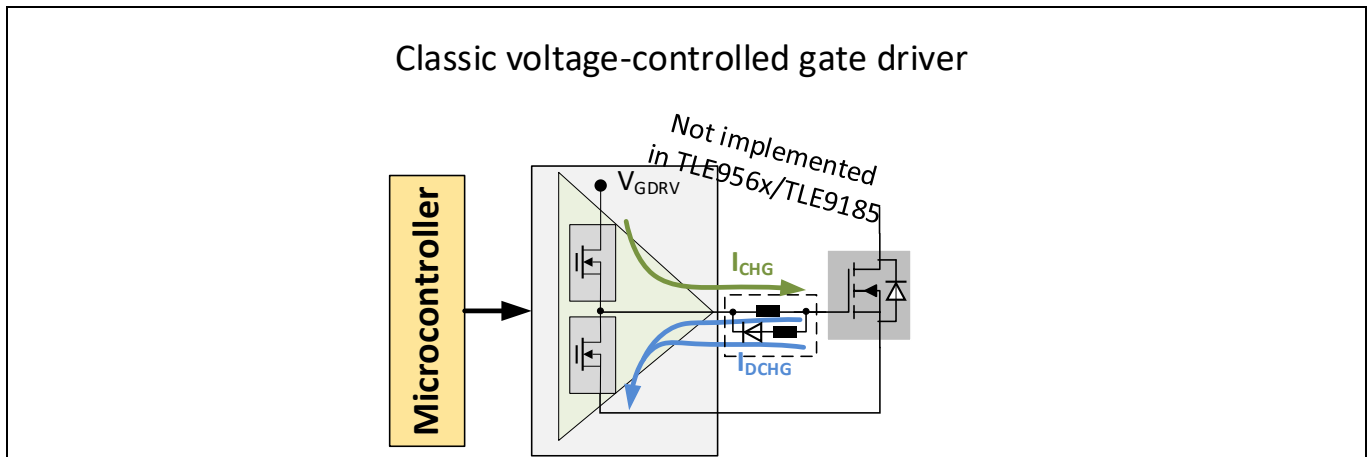 Classic voltage-controlled gate driver
Not implemented
in TLE956x/TLE9185
Microcontroller
VGDRV
ICHG
IDCHG